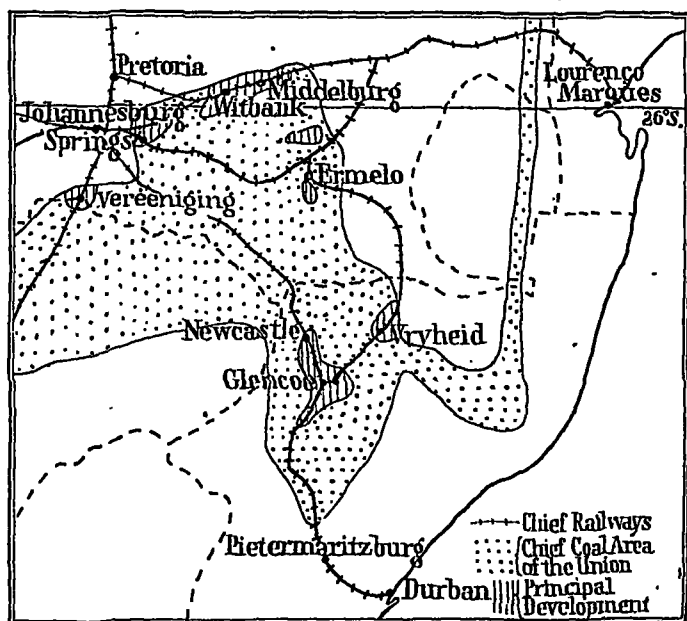 Pretoria
Middelburg
Lourenço
Marques
Johannesburg
Witbank
26°S.
Springs
Ermelo
Vereeniging
Newcastle
Vryheid
Glencoe
Chief Railways
Chief Coal Area
of the Union
Pietermaritzburg
Durban
Principal
Development